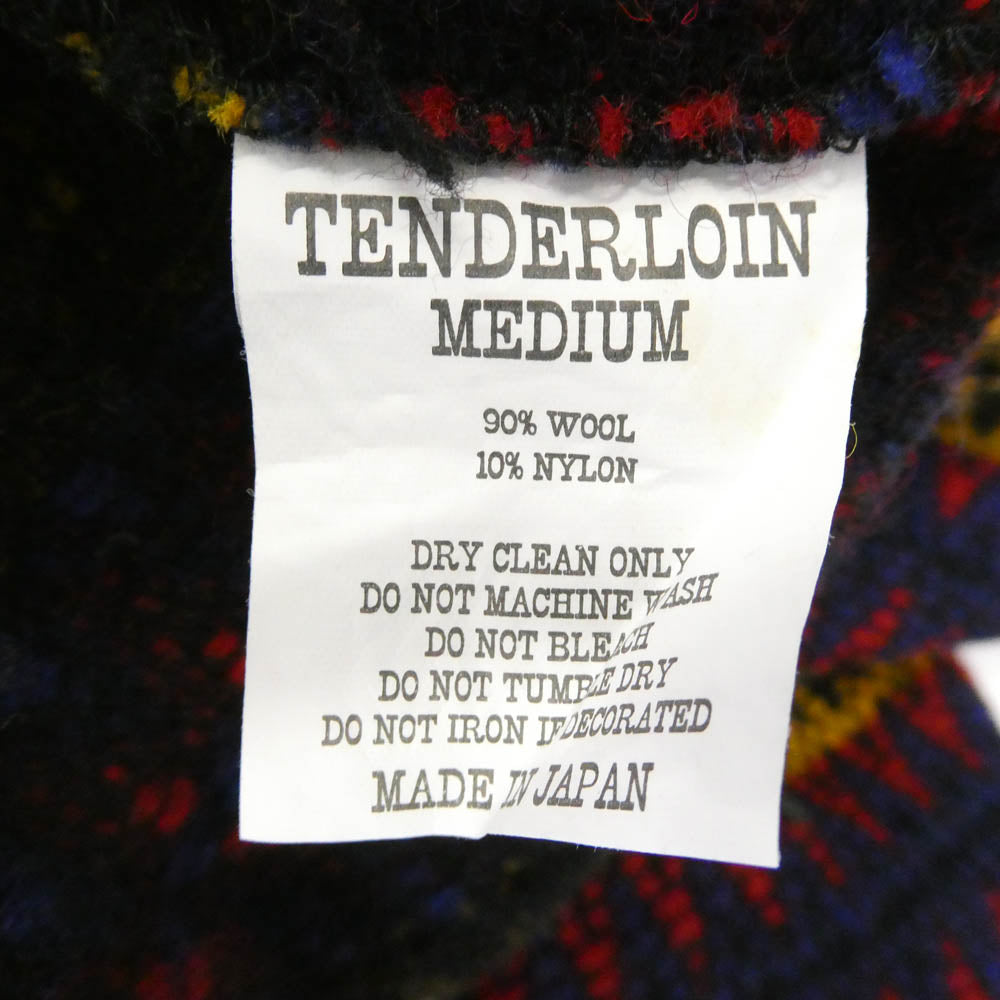 TENDERLOIN
MEDIUM
90% WOOL
10% NYLON
DRY CLEAN ONLY
DO NOT MACHINE WASH
DO NOT BLEACH
DO NOT TUMBLE DRY
DO NOT IRON IF DECORATED
MADE IN JAPAN